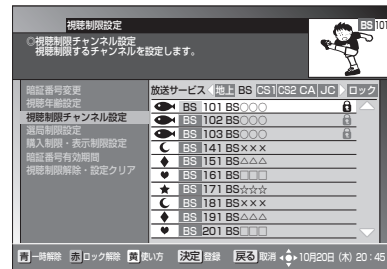 視聴制限設定
BS 101
◎視聴制限チャンネル設定
視聴制限するチャンネルを設定します。
暗証番号変更
視聴年齢設定
視聴制限チャンネル設定
選局制限設定
購入制限・表示制限設定
暗証番号有効期間
視聴制限解除・設定クリア
放送サービス 地上 BS CS1 CS2 CA JC ロック
BS 101 BS○○○
BS 102 BS○○○
BS 103 BS○○○
BS 141 BS×××
BS 151 BS△△△
BS 161 BS□□□
BS 171 BS☆☆☆
BS 181 BS×××
BS 191 BS△△△
BS 201 BS□□□
青 一時解除 赤 ロック解除 黄 使い方 決定 登録 戻る 取消 10月20日 (木) 20:45